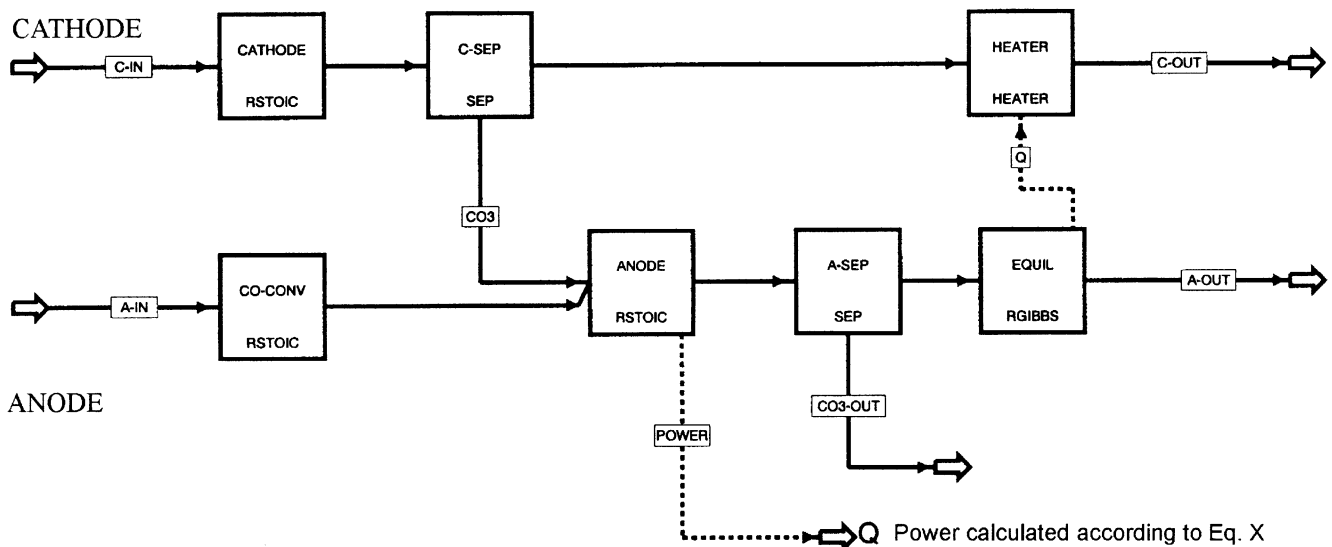 CATHODE
C-IN
CATHODE
RSTOIC
C-SEP
SEP
HEATER
HEATER
C-OUT
Q
CO3
A-IN
CO-CONV
RSTOIC
ANODE
RSTOIC
A-SEP
SEP
EQUIL
RGIBBS
A-OUT
ANODE
CO3-OUT
POWER
Q Power calculated according to Eq. X